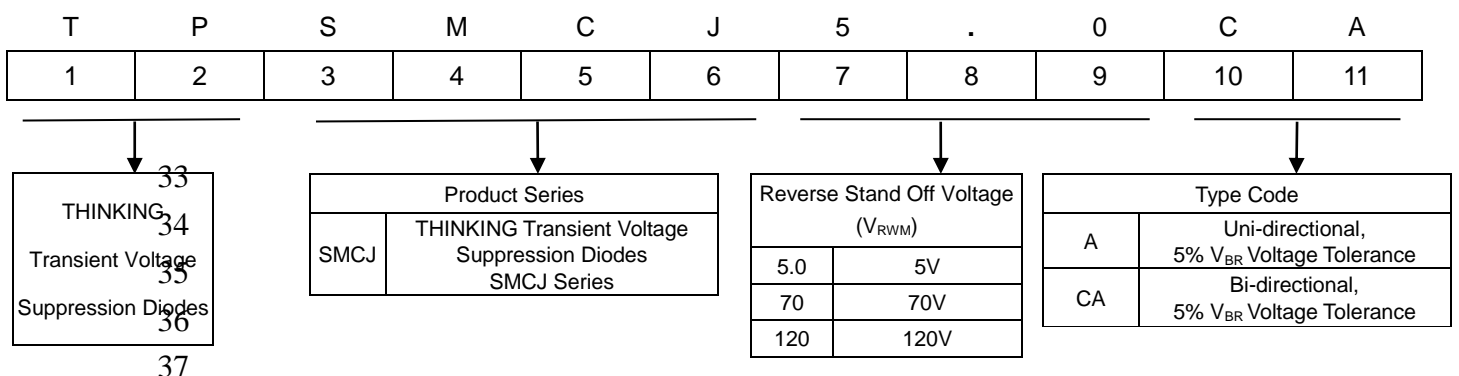 T P S M C J 5 . 0 C A
1 2 3 4 5 6 7 8 9 10 11
THINKING
Transient Voltage
Suppression Diodes
33
34
35
36
37
Product Series
SMCJ
THINKING Transient Voltage
Suppression Diodes
SMCJ Series
Reverse Stand Off Voltage
(VRWM)
5.0 5V
70 70V
120 120V
Type Code
A
Uni-directional,
5% VBR Voltage Tolerance
CA
Bi-directional,
5% VBR Voltage Tolerance